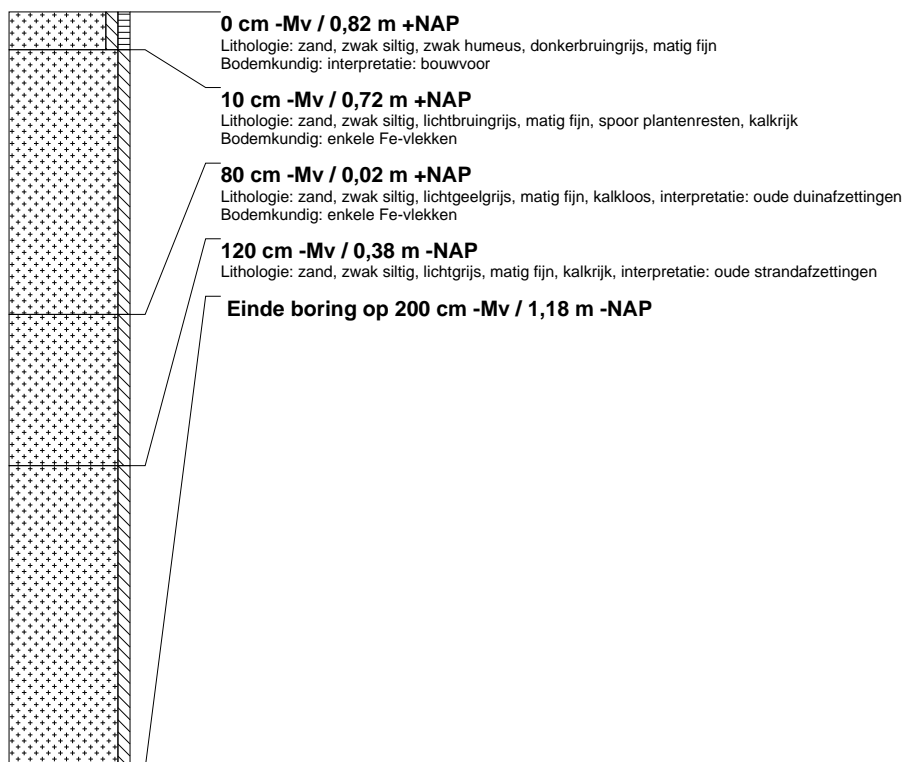 0 cm -Mv / 0,82 m +NAP
Lithologie: zand, zwak siltig, zwak humeus, donkerbruingrijs, matig fijn
Bodemkundig: interpretatie: bouwvoor
10 cm -Mv / 0,72 m +NAP
Lithologie: zand, zwak siltig, lichtbruingrijs, matig fijn, spoor plantenresten, kalkrijk
Bodemkundig: enkele Fe-vlekken
80 cm -Mv / 0,02 m +NAP
Lithologie: zand, zwak siltig, lichtgeelgrijs, matig fijn, kalkloos, interpretatie: oude duinafzettingen
Bodemkundig: enkele Fe-vlekken
120 cm -Mv / 0,38 m -NAP
Lithologie: zand, zwak siltig, lichtgrijs, matig fijn, kalkrijk, interpretatie: oude strandafzettingen
Einde boring op 200 cm -Mv / 1,18 m -NAP